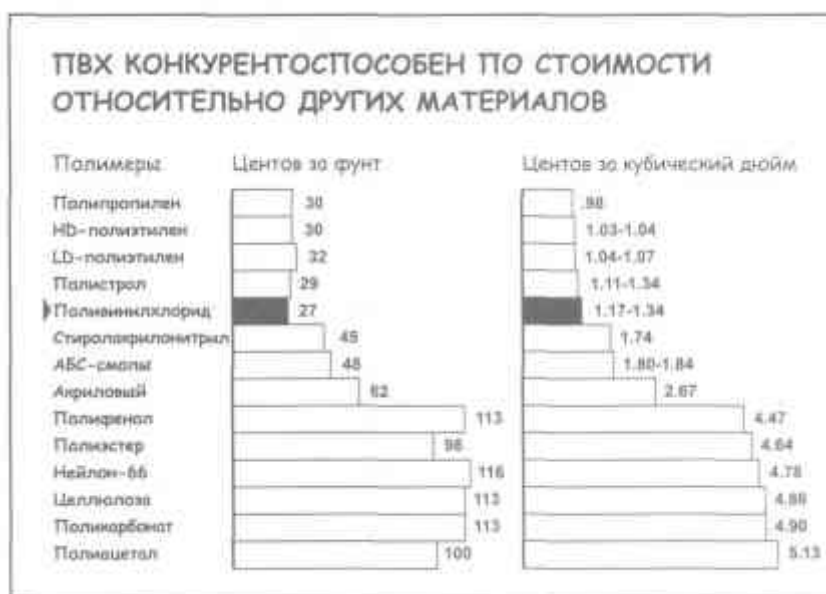 ПВХ КОНКУРЕНТОСПОСОБЕН ПО СТОИМОСТИ
ОТНОСИТЕЛЬНО ДРУГИХ МАТЕРИАЛОВ
Полимеры Центов за фунт Центов за кубический дюйм
Полипропилен 30 .98
HD-полиэтилен 30 1.03-1.04
LD-полиэтилен 32 1.04-1.07
Полистрол 29 1.11-1.34
Поливинилхлорид 27 1.17-1.34
Стиролакрилонитрил 45 1.74
АБС-смолы 48 1.80-1.84
Акриловый 62 2.67
Полифенол 113 4.47
Полиэстер 98 4.64
Нейлон-66 116 4.78
Целлюлоза 113 4.88
Поликарбонат 113 4.90
Полиацетал 100 5.13